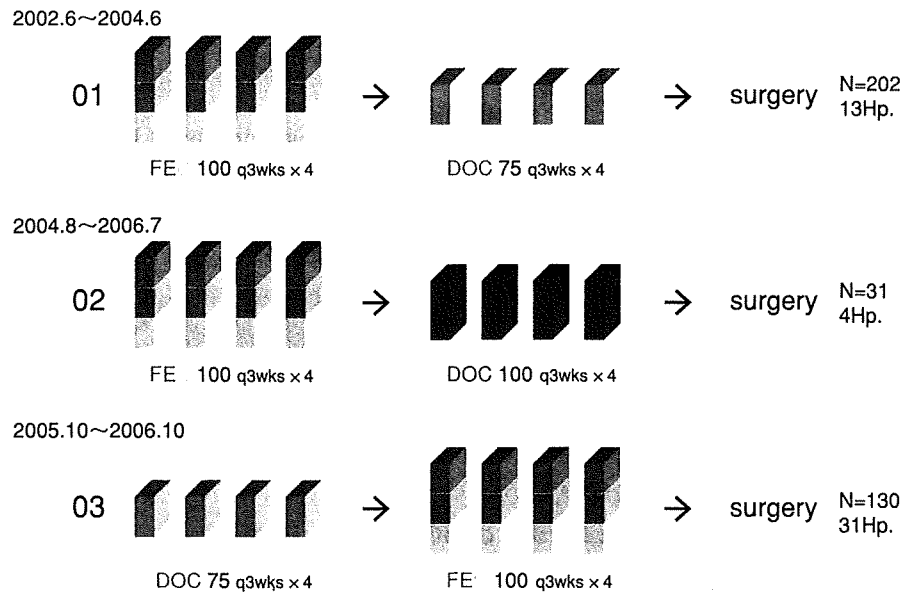 2002.6～2004.6
01 → → surgery N=202
13Hp.
FE 100 q3wks × 4 DOC 75 q3wks × 4
2004.8～2006.7
02 → → surgery N=31
4Hp.
FE 100 q3wks × 4 DOC 100 q3wks × 4
2005.10～2006.10
03 → → surgery N=130
31Hp.
DOC 75 q3wks × 4 FE 100 q3wks × 4